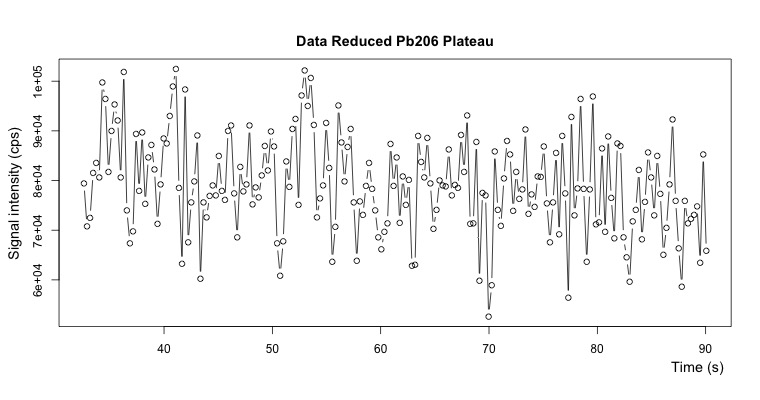 Data Reduced Pb206 Plateau
Signal intensity (cps)
1e+05
9e+04
8e+04
7e+04
6e+04
40 50 60 70 80 90
Time (s)